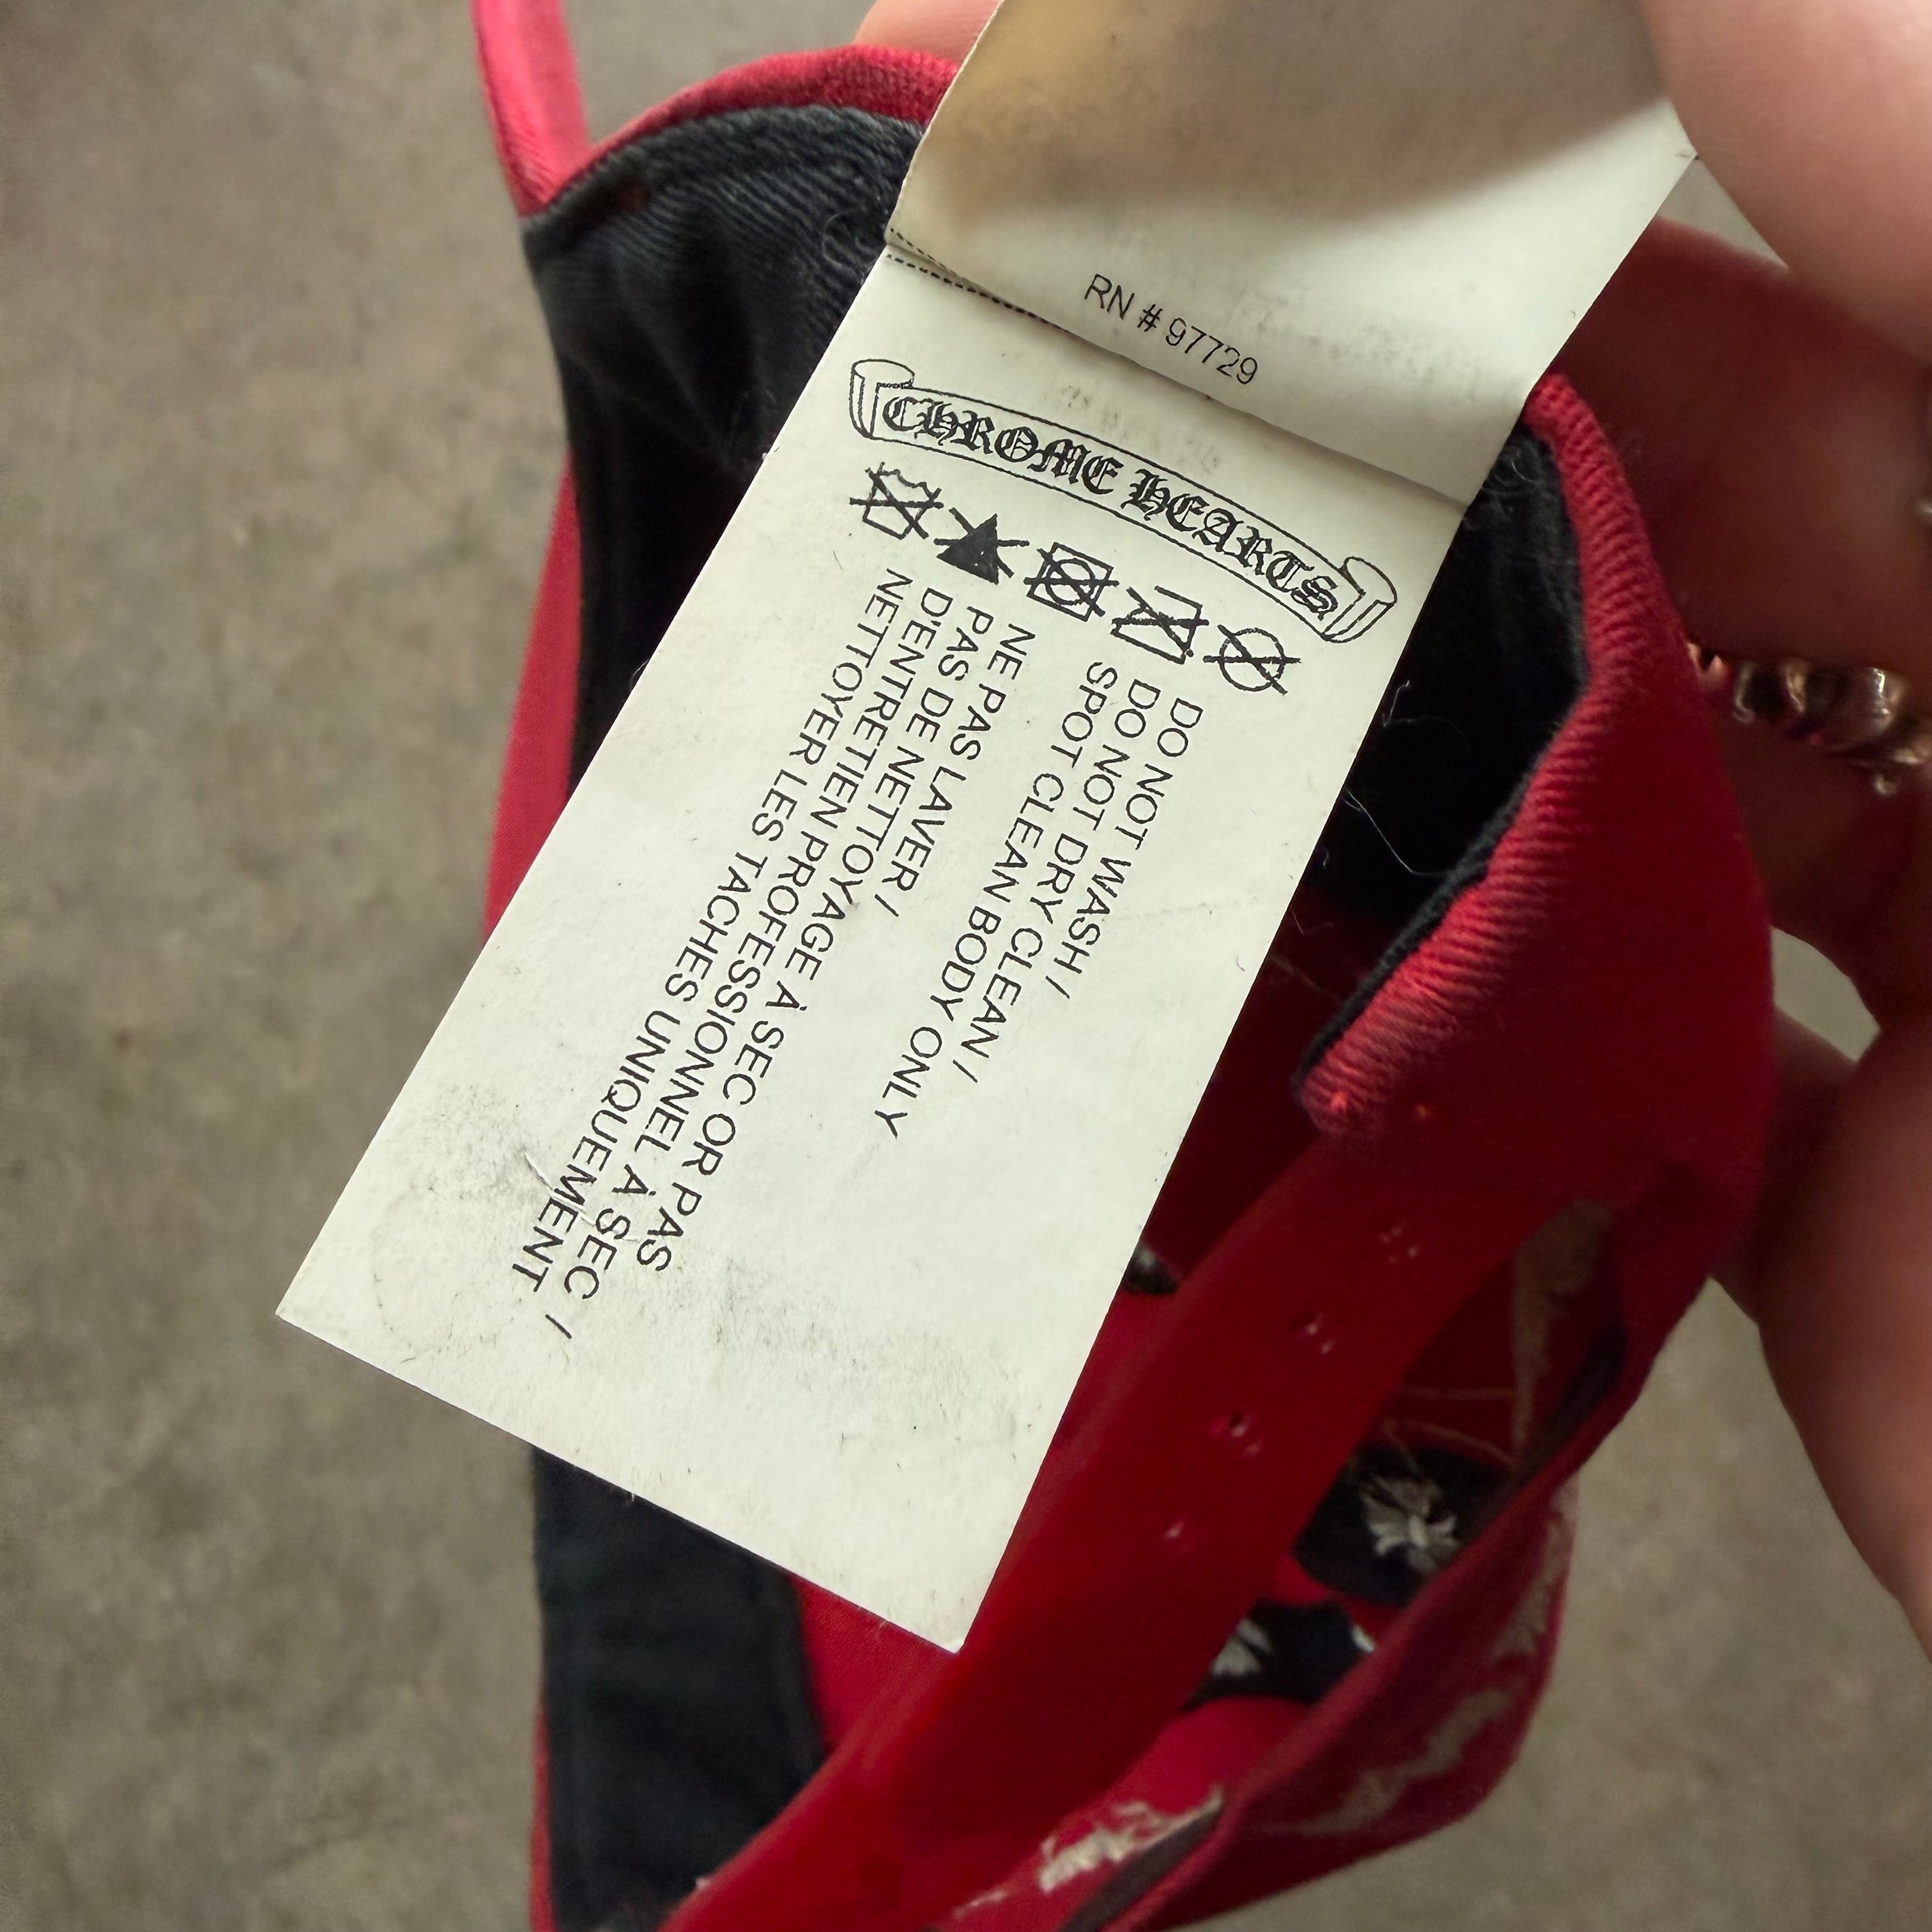 RN # 97729
CHROME HEARTS
DO NOT WASH /
DO NOT DRY CLEAN /
SPOT CLEAN BODY ONLY
NE PAS LAVER /
PAS DE NETTOYAGE À SEC OR PAS
D'ENTRETIEN PROFESSIONNEL À SEC /
NETTOYER LES TACHES UNIQUEMENT